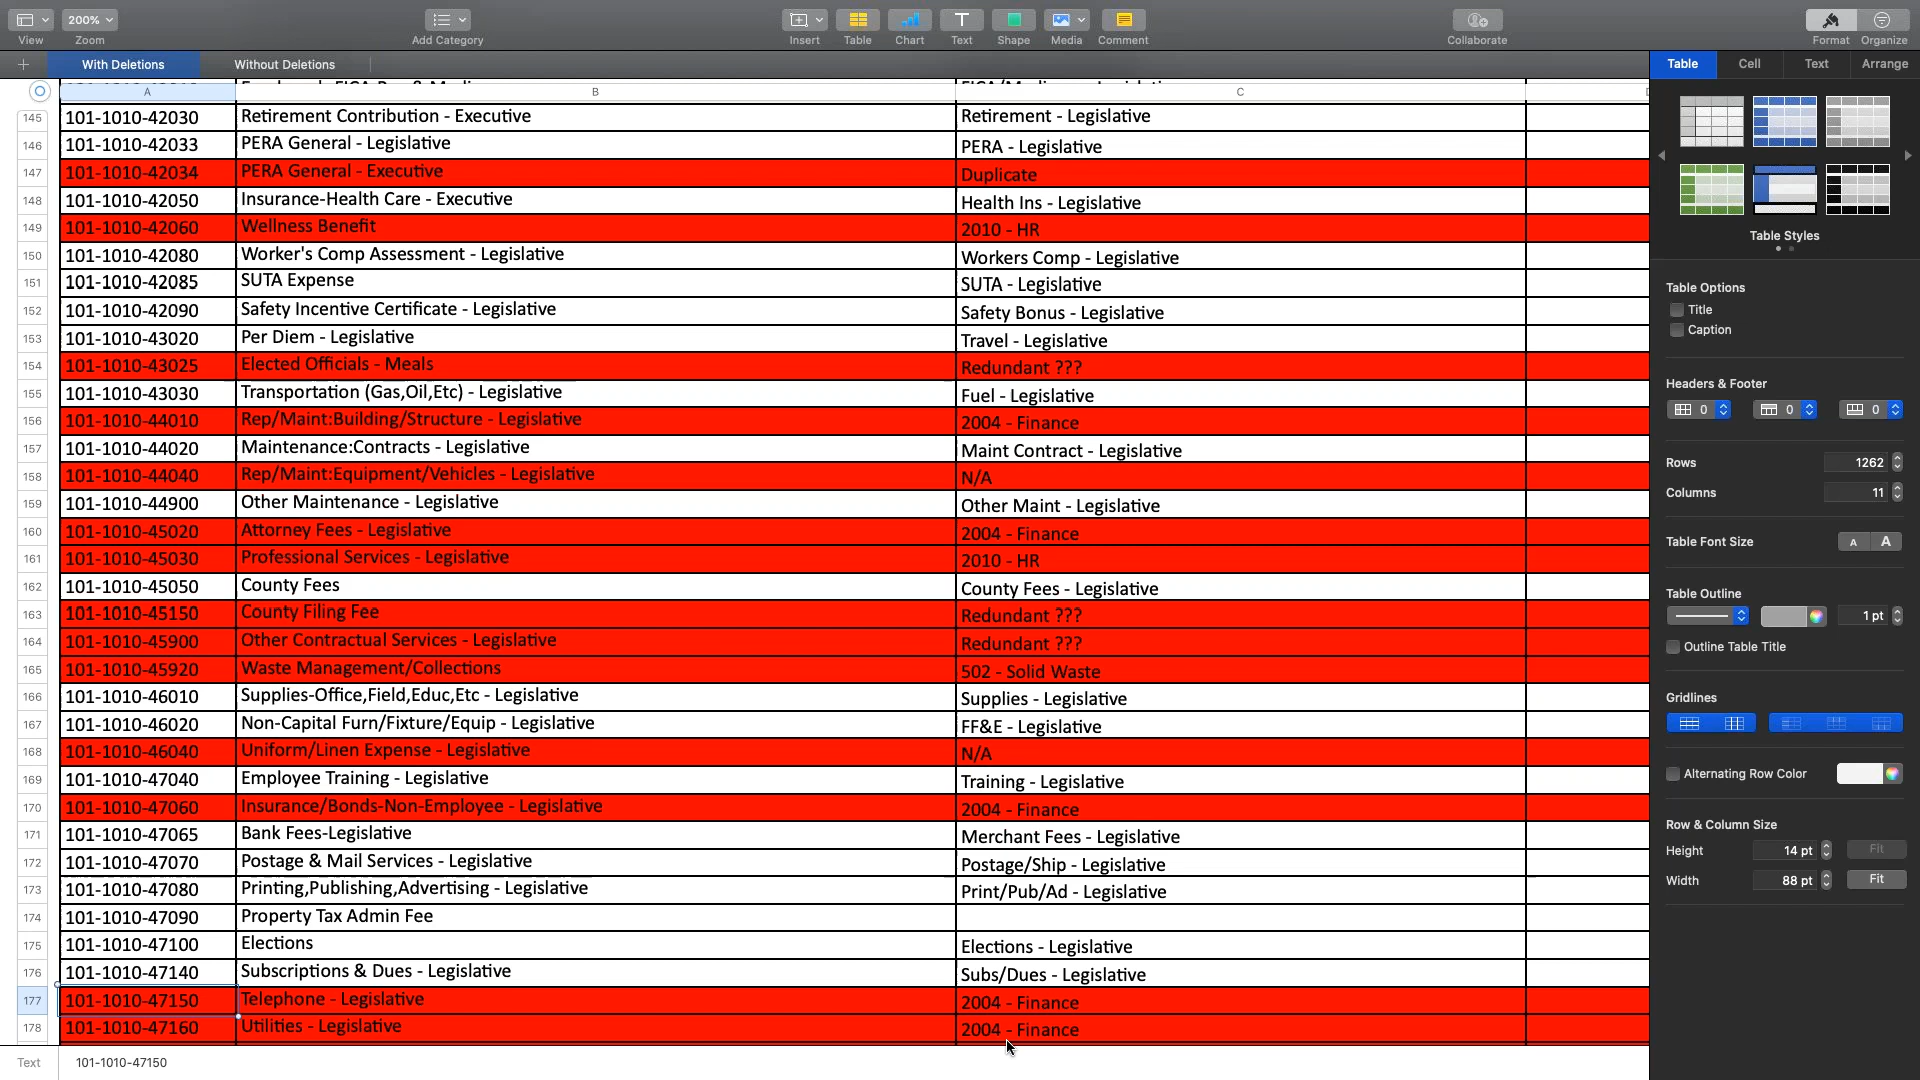 200%
View Zoom Add Category Insert Table Chart Text Shape Media Comment Collaborate Format Organize
With Deletions Without Deletions
Table Cell Text Arrange
A B C
145 101-1010-42030 Retirement Contribution - Executive Retirement - Legislative
146 101-1010-42033 PERA General - Legislative PERA - Legislative
147 101-1010-42034 PERA General - Executive Duplicate
148 101-1010-42050 Insurance-Health Care - Executive Health Ins - Legislative
149 101-1010-42060 Wellness Benefit 2010 - HR
150 101-1010-42080 Worker's Comp Assessment - Legislative Workers Comp - Legislative
151 101-1010-42085 SUTA Expense SUTA - Legislative
152 101-1010-42090 Safety Incentive Certificate - Legislative Safety Bonus - Legislative
153 101-1010-43020 Per Diem - Legislative Travel - Legislative
154 101-1010-43025 Elected Officials - Meals Redundant ???
155 101-1010-43030 Transportation (Gas,Oil,Etc) - Legislative Fuel - Legislative
156 101-1010-44010 Rep/Maint:Building/Structure - Legislative 2004 - Finance
157 101-1010-44020 Maintenance:Contracts - Legislative Maint Contract - Legislative
158 101-1010-44040 Rep/Maint:Equipment/Vehicles - Legislative N/A
159 101-1010-44900 Other Maintenance - Legislative Other Maint - Legislative
160 101-1010-45020 Attorney Fees - Legislative 2004 - Finance
161 101-1010-45030 Professional Services - Legislative 2010 - HR
162 101-1010-45050 County Fees County Fees - Legislative
163 101-1010-45150 County Filing Fee Redundant ???
164 101-1010-45900 Other Contractual Services - Legislative Redundant ???
165 101-1010-45920 Waste Management/Collections 502 - Solid Waste
166 101-1010-46010 Supplies-Office,Field,Educ,Etc - Legislative Supplies - Legislative
167 101-1010-46020 Non-Capital Furn/Fixture/Equip - Legislative FF&E - Legislative
168 101-1010-46040 Uniform/Linen Expense - Legislative N/A
169 101-1010-47040 Employee Training - Legislative Training - Legislative
170 101-1010-47060 Insurance/Bonds-Non-Employee - Legislative 2004 - Finance
171 101-1010-47065 Bank Fees-Legislative Merchant Fees - Legislative
172 101-1010-47070 Postage & Mail Services - Legislative Postage/Ship - Legislative
173 101-1010-47080 Printing,Publishing,Advertising - Legislative Print/Pub/Ad - Legislative
174 101-1010-47090 Property Tax Admin Fee
175 101-1010-47100 Elections Elections - Legislative
176 101-1010-47140 Subscriptions & Dues - Legislative Subs/Dues - Legislative
177 101-1010-47150 Telephone - Legislative 2004 - Finance
178 101-1010-47160 Utilities - Legislative 2004 - Finance
Text 101-1010-47150
Table Styles
Table Options
Title
Caption
Headers & Footer
0 0 0
Rows 1262
Columns 11
Table Font Size A A
Table Outline
1 pt
Outline Table Title
Gridlines
Alternating Row Color
Row & Column Size
Height 14 pt Fit
Width 88 pt Fit